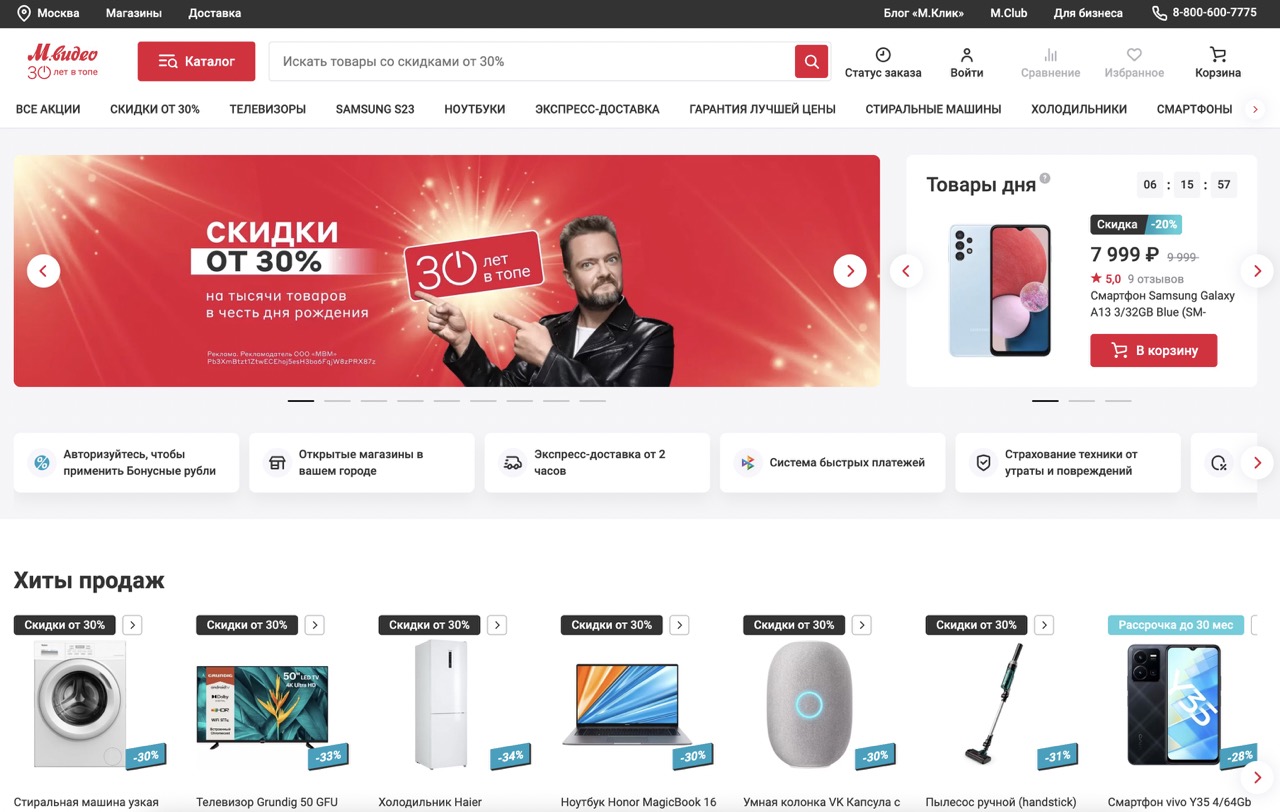 Москва
Магазины
Доставка
Блог «М.Клик»
M.Club
Для бизнеса
8-800-600-7775
М.видео
30 лет в топе
Каталог
Искать товары со скидками от 30%
Статус заказа
Войти
Сравнение
Избранное
Корзина
ВСЕ АКЦИИ
СКИДКИ ОТ 30%
ТЕЛЕВИЗОРЫ
SAMSUNG S23
НОУТБУКИ
ЭКСПРЕСС-ДОСТАВКА
ГАРАНТИЯ ЛУЧШЕЙ ЦЕНЫ
СТИРАЛЬНЫЕ МАШИНЫ
ХОЛОДИЛЬНИКИ
СМАРТФОНЫ
СКИДКИ
ОТ 30%
на тысячи товаров
в честь дня рождения
Реклама. Рекламодатель ООО «МВМ»
30 лет
в топе
Товары дня
?
06 : 15 : 57
Скидка -20%
7 999 ₽ 9 999
5,0 9 отзывов
Смартфон Samsung Galaxy
A13 3/32GB Blue (SM-
В корзину
Авторизуйтесь, чтобы
применить Бонусные рубли
Открытые магазины в
вашем городе
Экспресс-доставка от 2
часов
Система быстрых платежей
Страхование техники от
утраты и повреждений
Хиты продаж
Скидки от 30%
Скидки от 30%
Скидки от 30%
Скидки от 30%
Скидки от 30%
Скидки от 30%
Рассрочка до 30 мес
GRUNDIG
50" LED TV
4K Ultra HD
Y35
-30%
-33%
-34%
-30%
-30%
-31%
-28%
Стиральная машина узкая
Телевизор Grundig 50 GFU
Холодильник Haier
Ноутбук Honor MagicBook 16
Умная колонка VK Капсула с
Пылесос ручной (handstick)
Смартфон vivo Y35 4/64Gb